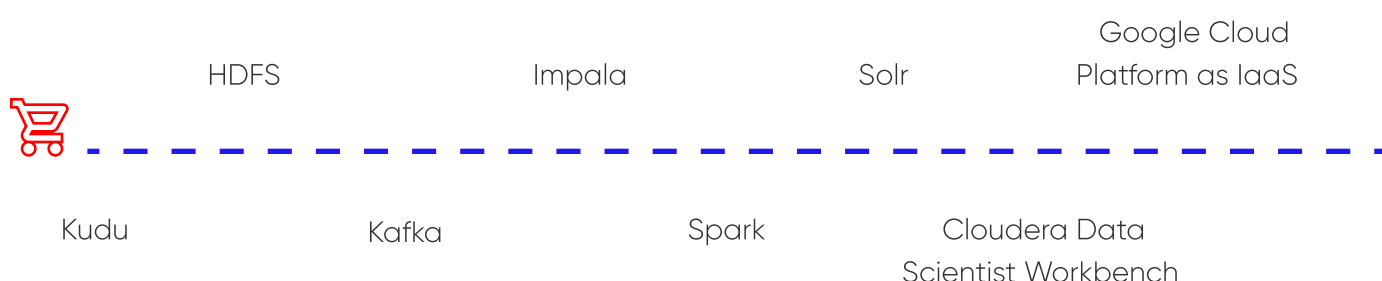 Google Cloud
HDFS
Impala
Solr
Platform as IaaS
Kudu
Kafka
Spark
Cloudera Data
Scientist Workbench